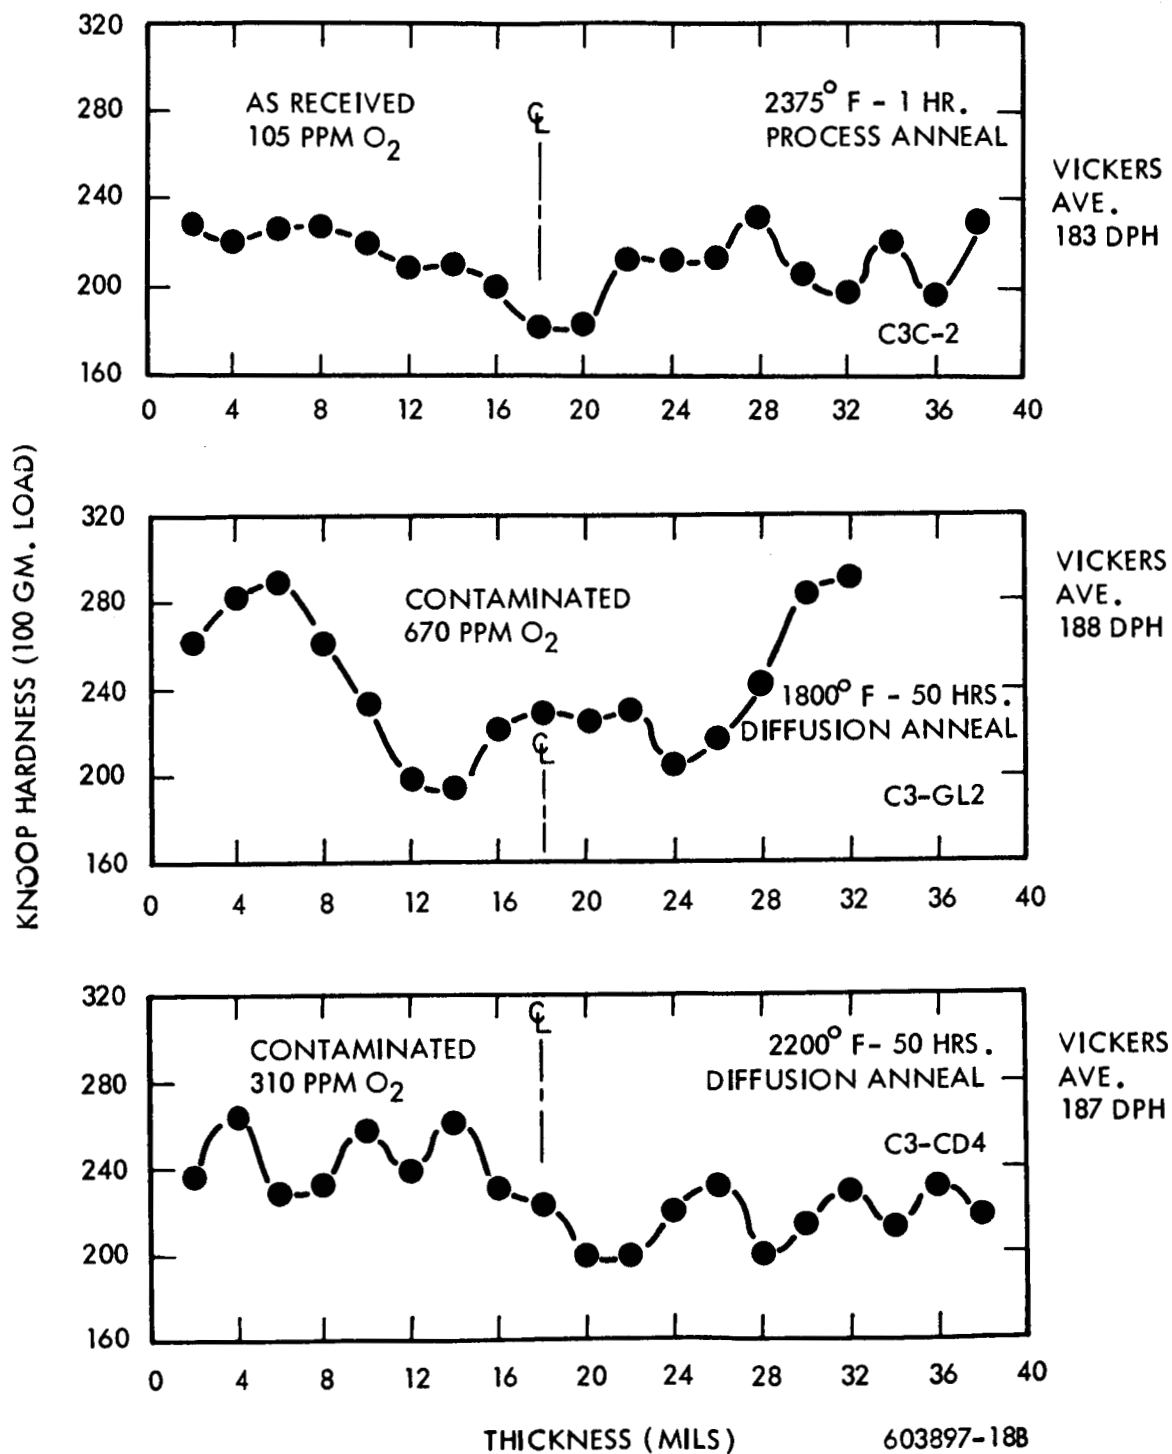 KNOOP HARDNESS (100 GM. LOAD)
320
280
240
200
160
AS RECEIVED
105 PPM O2
℄
2375° F - 1 HR.
PROCESS ANNEAL
C3C-2
VICKERS
AVE.
183 DPH
0 4 8 12 16 20 24 28 32 36 40
320
280
240
200
160
CONTAMINATED
670 PPM O2
℄
1800° F - 50 HRS.
DIFFUSION ANNEAL
C3-GL2
VICKERS
AVE.
188 DPH
0 4 8 12 16 20 24 28 32 36 40
320
280
240
200
160
CONTAMINATED
310 PPM O2
℄
2200° F- 50 HRS.
DIFFUSION ANNEAL
C3-CD4
VICKERS
AVE.
187 DPH
0 4 8 12 16 20 24 28 32 36 40
THICKNESS (MILS)
603897-18B